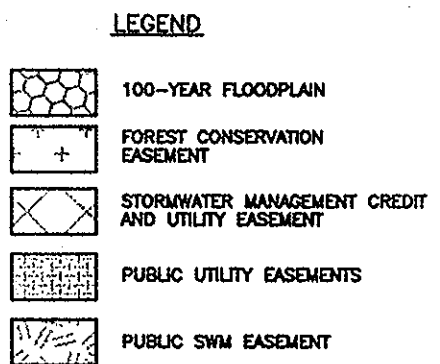 LEGEND
100-YEAR FLOODPLAIN
FOREST CONSERVATION
EASEMENT
STORMWATER MANAGEMENT CREDIT
AND UTILITY EASEMENT
PUBLIC UTILITY EASEMENTS
PUBLIC SWM EASEMENT